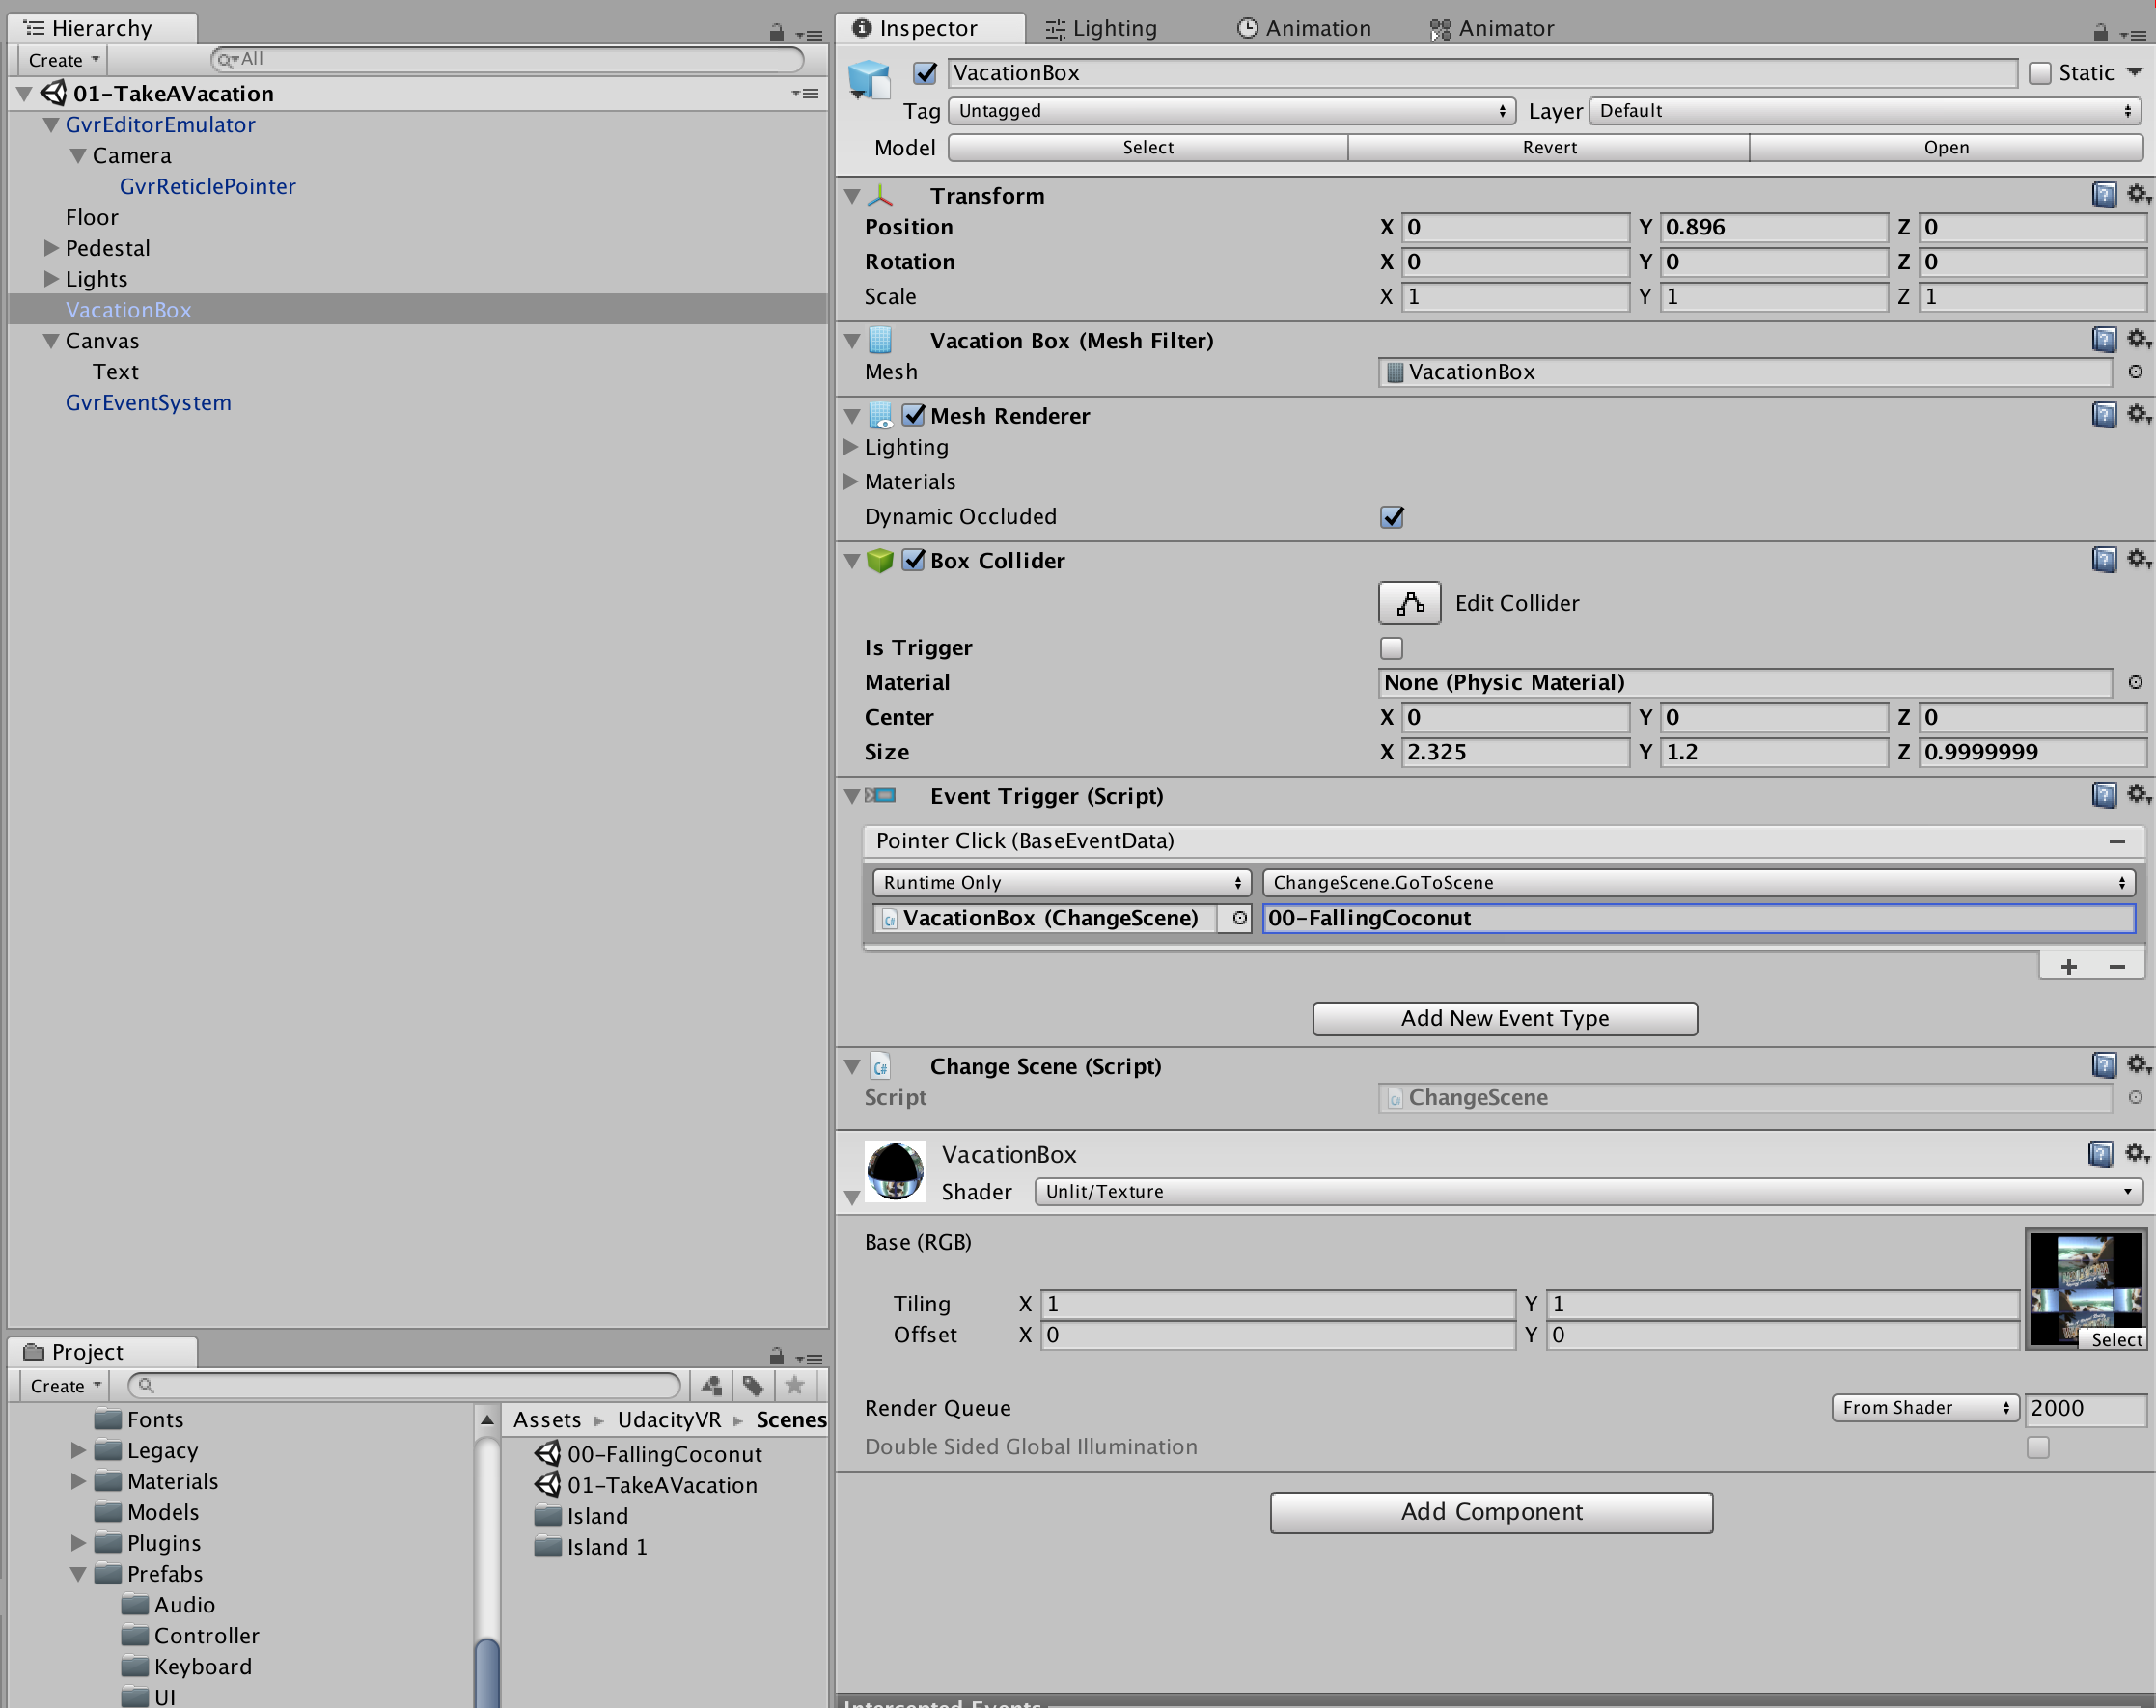 Hierarchy
Create
All
01-TakeAVacation
GvrEditorEmulator
Camera
GvrReticlePointer
Floor
Pedestal
Lights
VacationBox
Canvas
Text
GvrEventSystem
Project
Create
Fonts
Legacy
Materials
Models
Plugins
Prefabs
Audio
Controller
Keyboard
UI
Assets UdacityVR Scenes
00-FallingCoconut
01-TakeAVacation
Island
Island 1
Inspector Lighting Animation Animator
VacationBox Static
Tag Untagged Layer Default
Model Select Revert Open
Transform
Position X 0 Y 0.896 Z 0
Rotation X 0 Y 0 Z 0
Scale X 1 Y 1 Z 1
Vacation Box (Mesh Filter)
Mesh VacationBox
Mesh Renderer
Lighting
Materials
Dynamic Occluded
Box Collider
Edit Collider
Is Trigger
Material None (Physic Material)
Center X 0 Y 0 Z 0
Size X 2.325 Y 1.2 Z 0.9999999
Event Trigger (Script)
Pointer Click (BaseEventData)
Runtime Only ChangeScene.GoToScene
VacationBox (ChangeScene) 00-FallingCoconut
Add New Event Type
Change Scene (Script)
Script ChangeScene
VacationBox
Shader Unlit/Texture
Base (RGB)
Tiling X 1 Y 1
Offset X 0 Y 0
Select
Render Queue From Shader 2000
Double Sided Global Illumination
Add Component
Intercepted Events